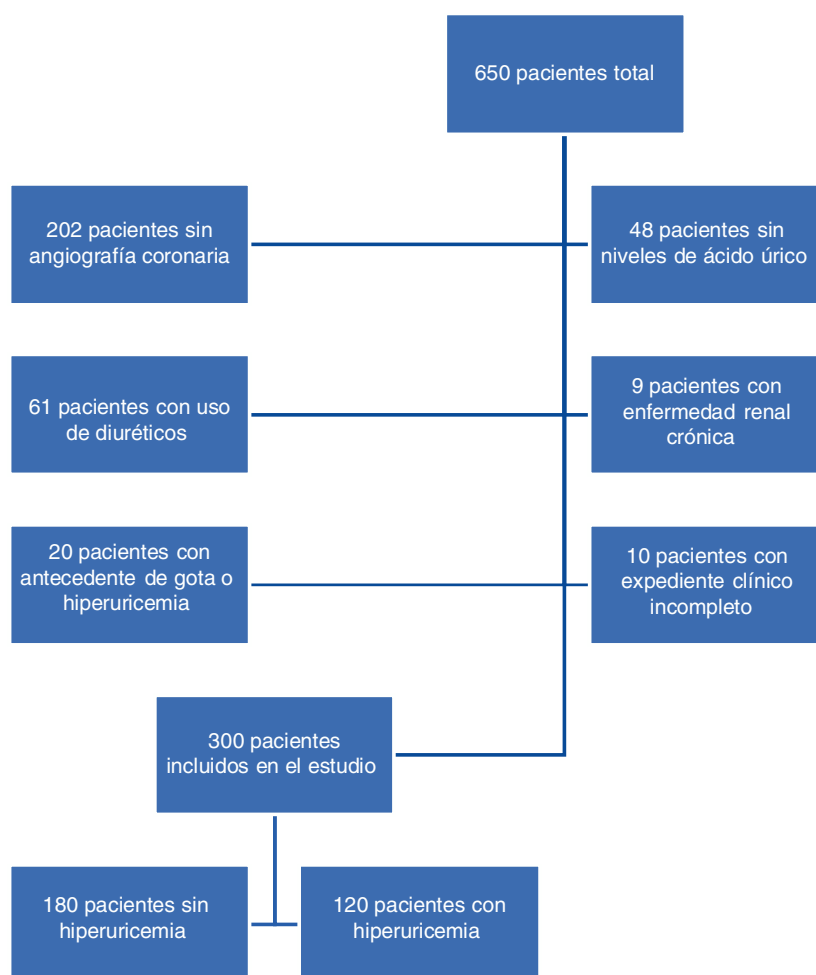 650 pacientes total
202 pacientes sin
angiografía coronaria
48 pacientes sin
niveles de ácido úrico
61 pacientes con uso
de diuréticos
9 pacientes con
enfermedad renal
crónica
20 pacientes con
antecedente de gota o
hiperuricemia
10 pacientes con
expediente clínico
incompleto
300 pacientes
incluidos en el estudio
180 pacientes sin
hiperuricemia
120 pacientes con
hiperuricemia